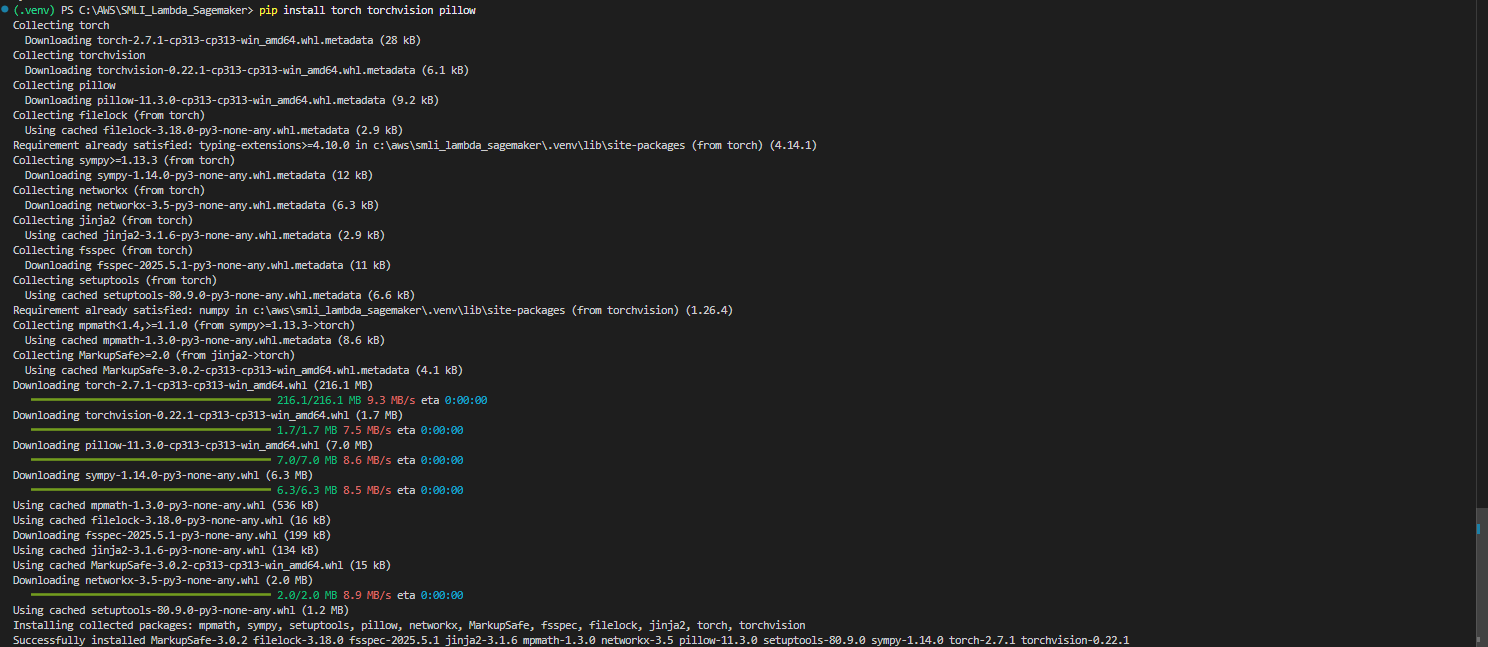 (.venv) PS C:\AWS\SMLI_Lambda_Sagemaker> pip install torch torchvision pillow
Collecting torch
  Downloading torch-2.7.1-cp313-cp313-win_amd64.whl.metadata (28 kB)
Collecting torchvision
  Downloading torchvision-0.22.1-cp313-cp313-win_amd64.whl.metadata (6.1 kB)
Collecting pillow
  Downloading pillow-11.3.0-cp313-cp313-win_amd64.whl.metadata (9.2 kB)
Collecting filelock (from torch)
  Using cached filelock-3.18.0-py3-none-any.whl.metadata (2.9 kB)
Requirement already satisfied: typing-extensions>=4.10.0 in c:\aws\smli_lambda_sagemaker\.venv\lib\site-packages (from torch) (4.14.1)
Collecting sympy>=1.13.3 (from torch)
  Downloading sympy-1.14.0-py3-none-any.whl.metadata (12 kB)
Collecting networkx (from torch)
  Downloading networkx-3.5-py3-none-any.whl.metadata (6.3 kB)
Collecting jinja2 (from torch)
  Using cached jinja2-3.1.6-py3-none-any.whl.metadata (2.9 kB)
Collecting fsspec (from torch)
  Downloading fsspec-2025.5.1-py3-none-any.whl.metadata (11 kB)
Collecting setuptools (from torch)
  Using cached setuptools-80.9.0-py3-none-any.whl.metadata (6.6 kB)
Requirement already satisfied: numpy in c:\aws\smli_lambda_sagemaker\.venv\lib\site-packages (from torchvision) (1.26.4)
Collecting mpmath<1.4,>=1.1.0 (from sympy>=1.13.3->torch)
  Using cached mpmath-1.3.0-py3-none-any.whl.metadata (8.6 kB)
Collecting MarkupSafe>=2.0 (from jinja2->torch)
  Using cached MarkupSafe-3.0.2-cp313-cp313-win_amd64.whl.metadata (4.1 kB)
Downloading torch-2.7.1-cp313-cp313-win_amd64.whl (216.1 MB)
216.1/216.1 MB 9.3 MB/s eta 0:00:00
Downloading torchvision-0.22.1-cp313-cp313-win_amd64.whl (1.7 MB)
1.7/1.7 MB 7.5 MB/s eta 0:00:00
Downloading pillow-11.3.0-cp313-cp313-win_amd64.whl (7.0 MB)
7.0/7.0 MB 8.6 MB/s eta 0:00:00
Downloading sympy-1.14.0-py3-none-any.whl (6.3 MB)
6.3/6.3 MB 8.5 MB/s eta 0:00:00
Using cached mpmath-1.3.0-py3-none-any.whl (536 kB)
Using cached filelock-3.18.0-py3-none-any.whl (16 kB)
Downloading fsspec-2025.5.1-py3-none-any.whl (199 kB)
Using cached jinja2-3.1.6-py3-none-any.whl (134 kB)
Using cached MarkupSafe-3.0.2-cp313-cp313-win_amd64.whl (15 kB)
Downloading networkx-3.5-py3-none-any.whl (2.0 MB)
2.0/2.0 MB 8.9 MB/s eta 0:00:00
Using cached setuptools-80.9.0-py3-none-any.whl (1.2 MB)
Installing collected packages: mpmath, sympy, setuptools, pillow, networkx, MarkupSafe, fsspec, filelock, jinja2, torch, torchvision
Successfully installed MarkupSafe-3.0.2 filelock-3.18.0 fsspec-2025.5.1 jinja2-3.1.6 mpmath-1.3.0 networkx-3.5 pillow-11.3.0 setuptools-80.9.0 sympy-1.14.0 torch-2.7.1 torchvision-0.22.1